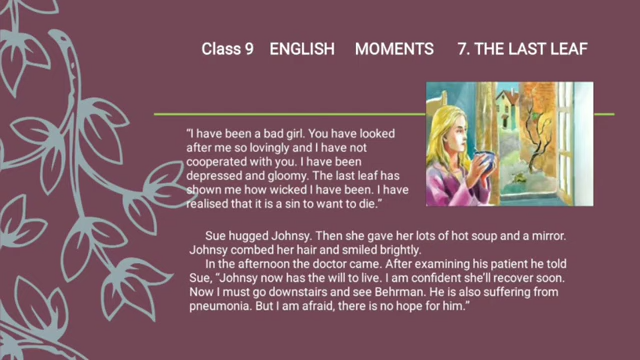 Class 9 ENGLISH MOMENTS 7. THE LAST LEAF
“I have been a bad girl. You have looked
after me so lovingly and I have not
cooperated with you. I have been
depressed and gloomy. The last leaf has
shown me how wicked I have been. I have
realised that it is a sin to want to die.”
Sue hugged Johnsy. Then she gave her lots of hot soup and a mirror.
Johnsy combed her hair and smiled brightly.
In the afternoon the doctor came. After examining his patient he told
Sue, “Johnsy now has the will to live. I am confident she’ll recover soon.
Now I must go downstairs and see Behrman. He is also suffering from
pneumonia. But I am afraid, there is no hope for him.”